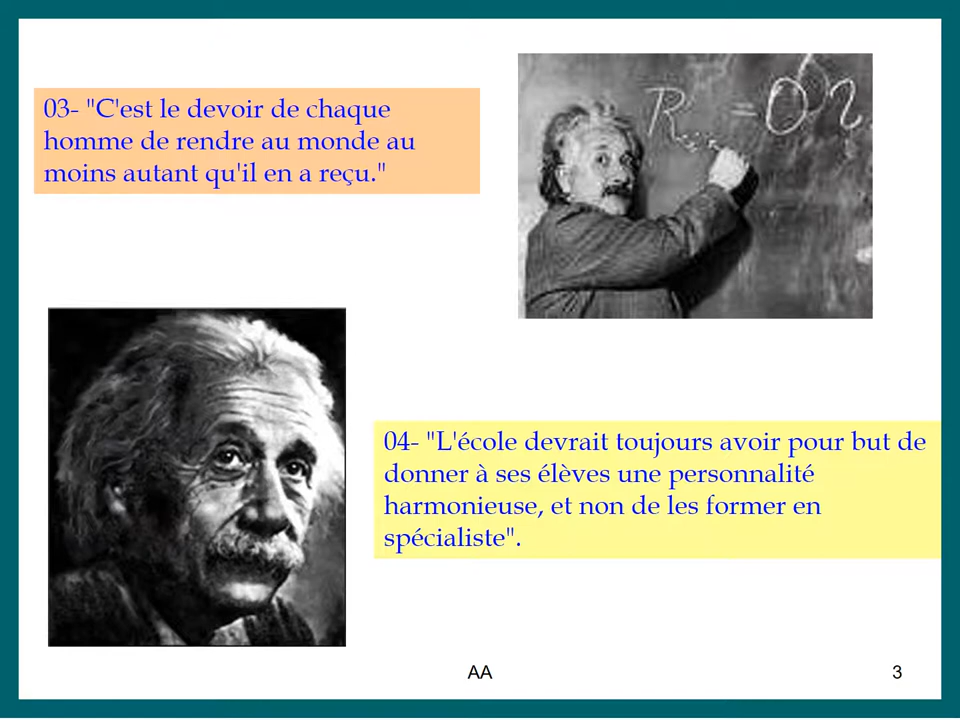 03- "C'est le devoir de chaque
homme de rendre au monde au
moins autant qu'il en a reçu."
R = 0
04- "L'école devrait toujours avoir pour but de
donner à ses élèves une personnalité
harmonieuse, et non de les former en
spécialiste".
AA
3